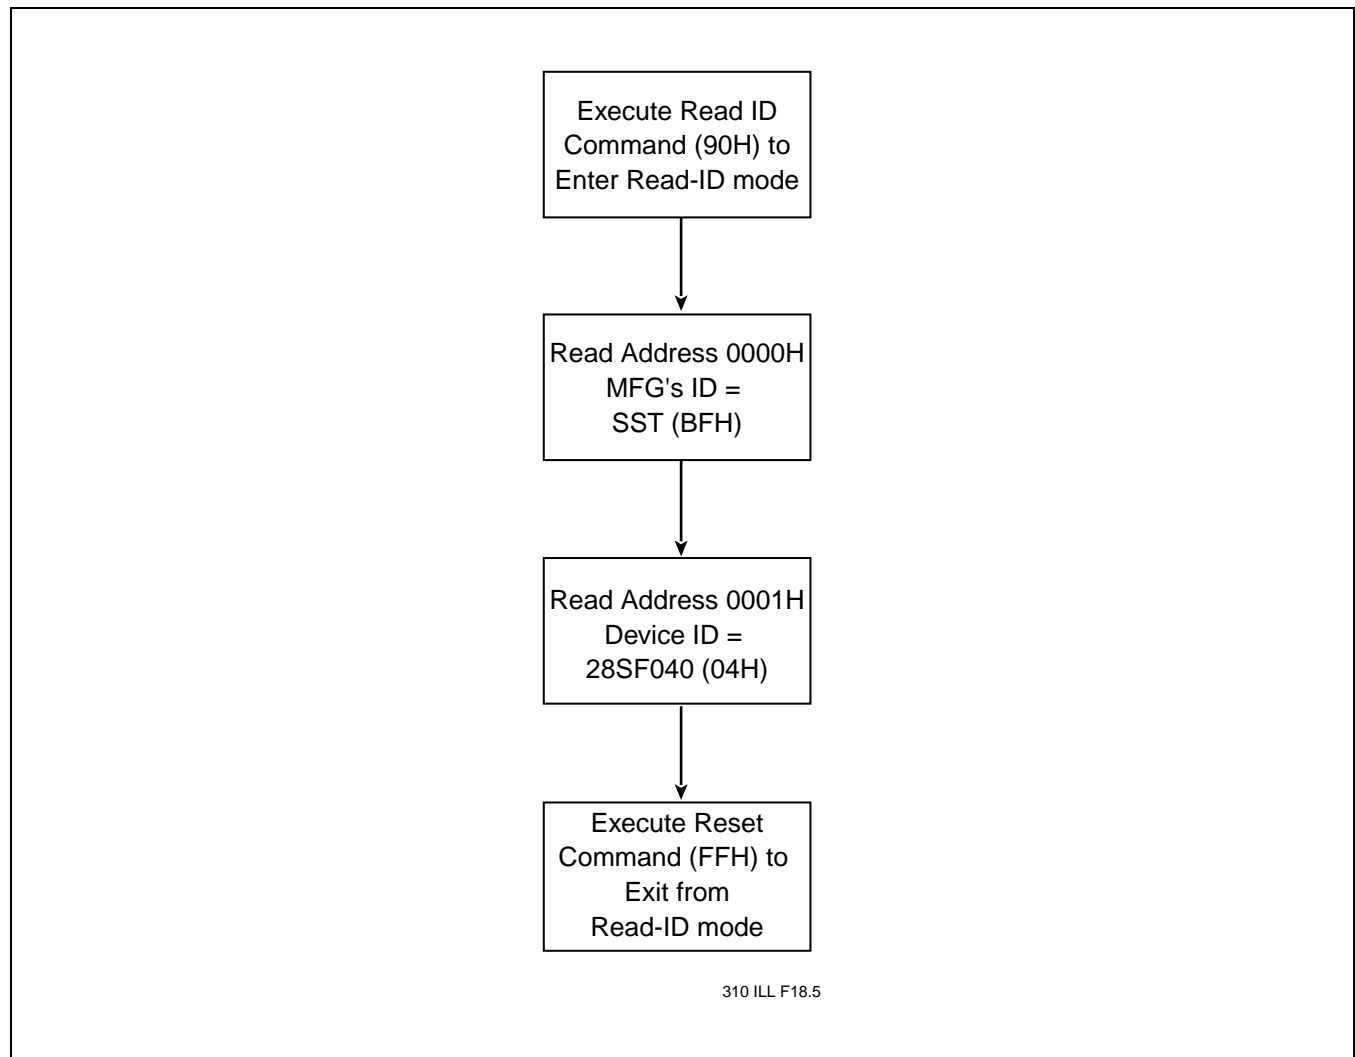 Execute Read ID
Command (90H) to
Enter Read-ID mode
Read Address 0000H
MFG's ID =
SST (BFH)
Read Address 0001H
Device ID =
28SF040 (04H)
Execute Reset
Command (FFH) to
Exit from
Read-ID mode
310 ILL F18.5